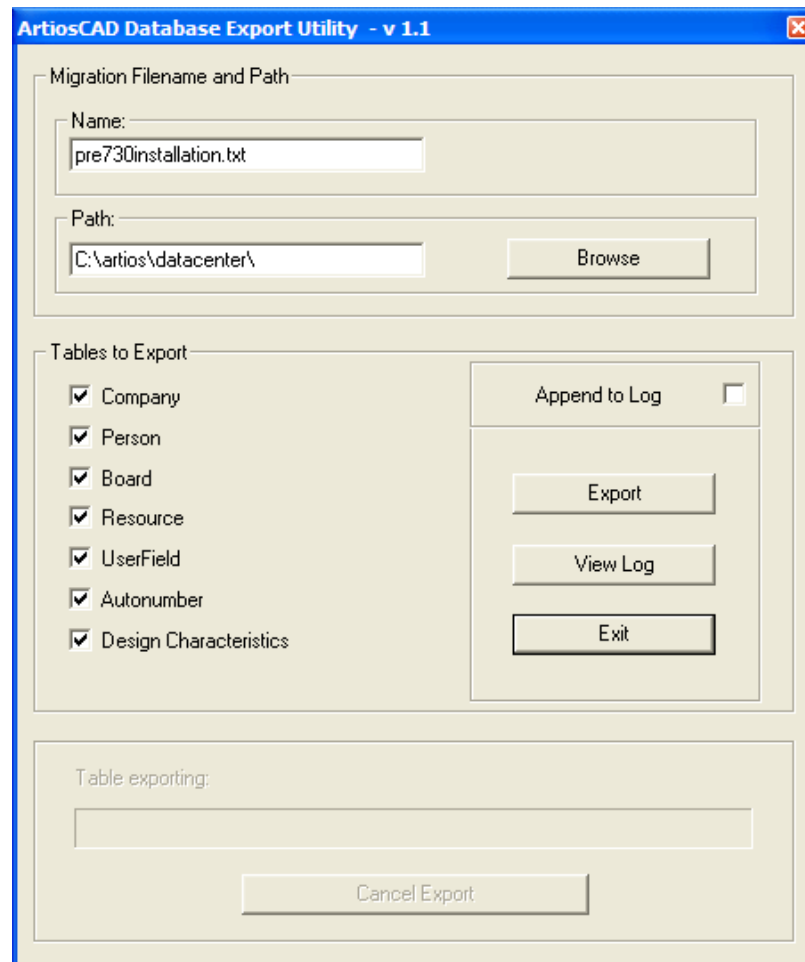 ArtiosCAD Database Export Utility - v 1.1
Migration Filename and Path
Name:
pre730installation.txt
Path:
C:\artios\datacenter\
Browse
Tables to Export
Company
Append to Log
Person
Board
Export
Resource
UserField
View Log
Autonumber
Exit
Design Characteristics
Table exporting:
Cancel Export